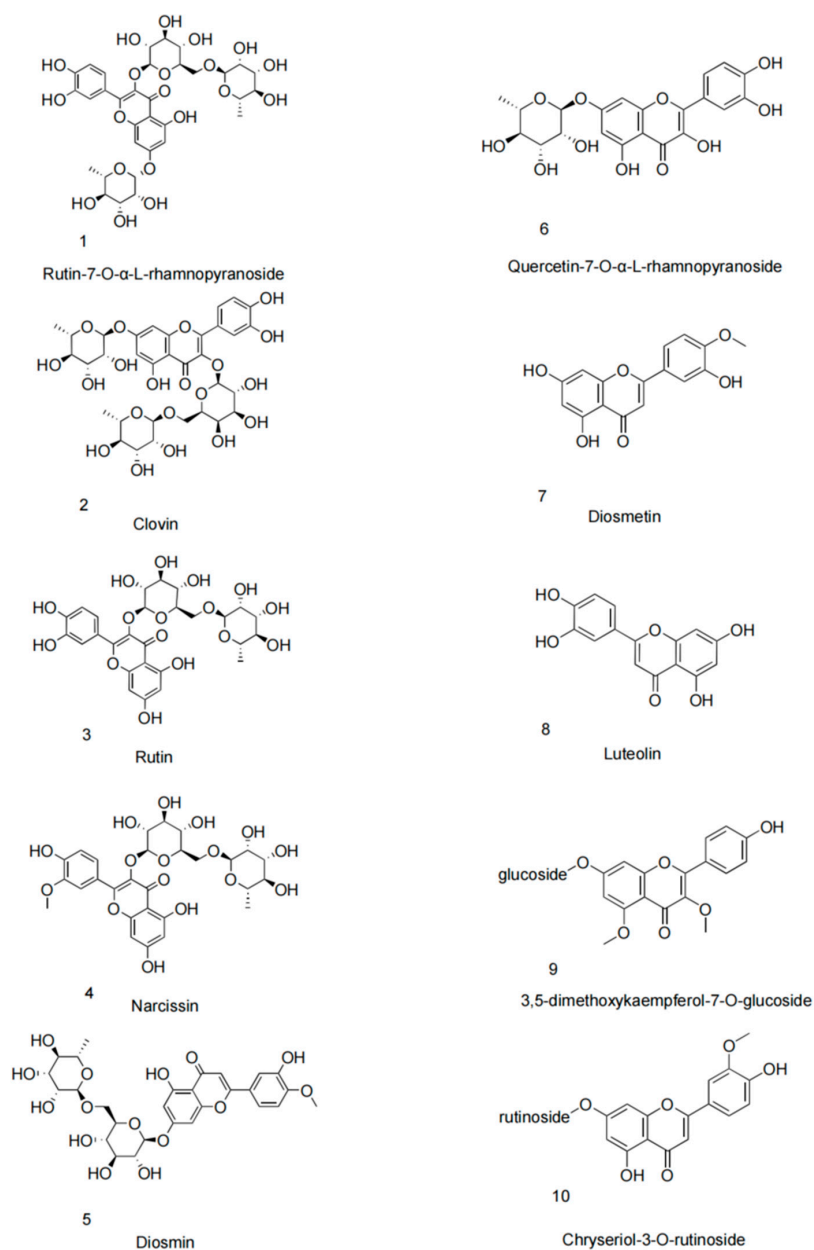 1
Rutin-7-O-α-L-rhamnopyranoside
2
Clovin
3
Rutin
4
Narcissin
5
Diosmin
6
Quercetin-7-O-α-L-rhamnopyranoside
7
Diosmetin
8
Luteolin
glucoside
9
3,5-dimethoxykaempferol-7-O-glucoside
rutinoside
10
Chryseriol-3-O-rutinoside